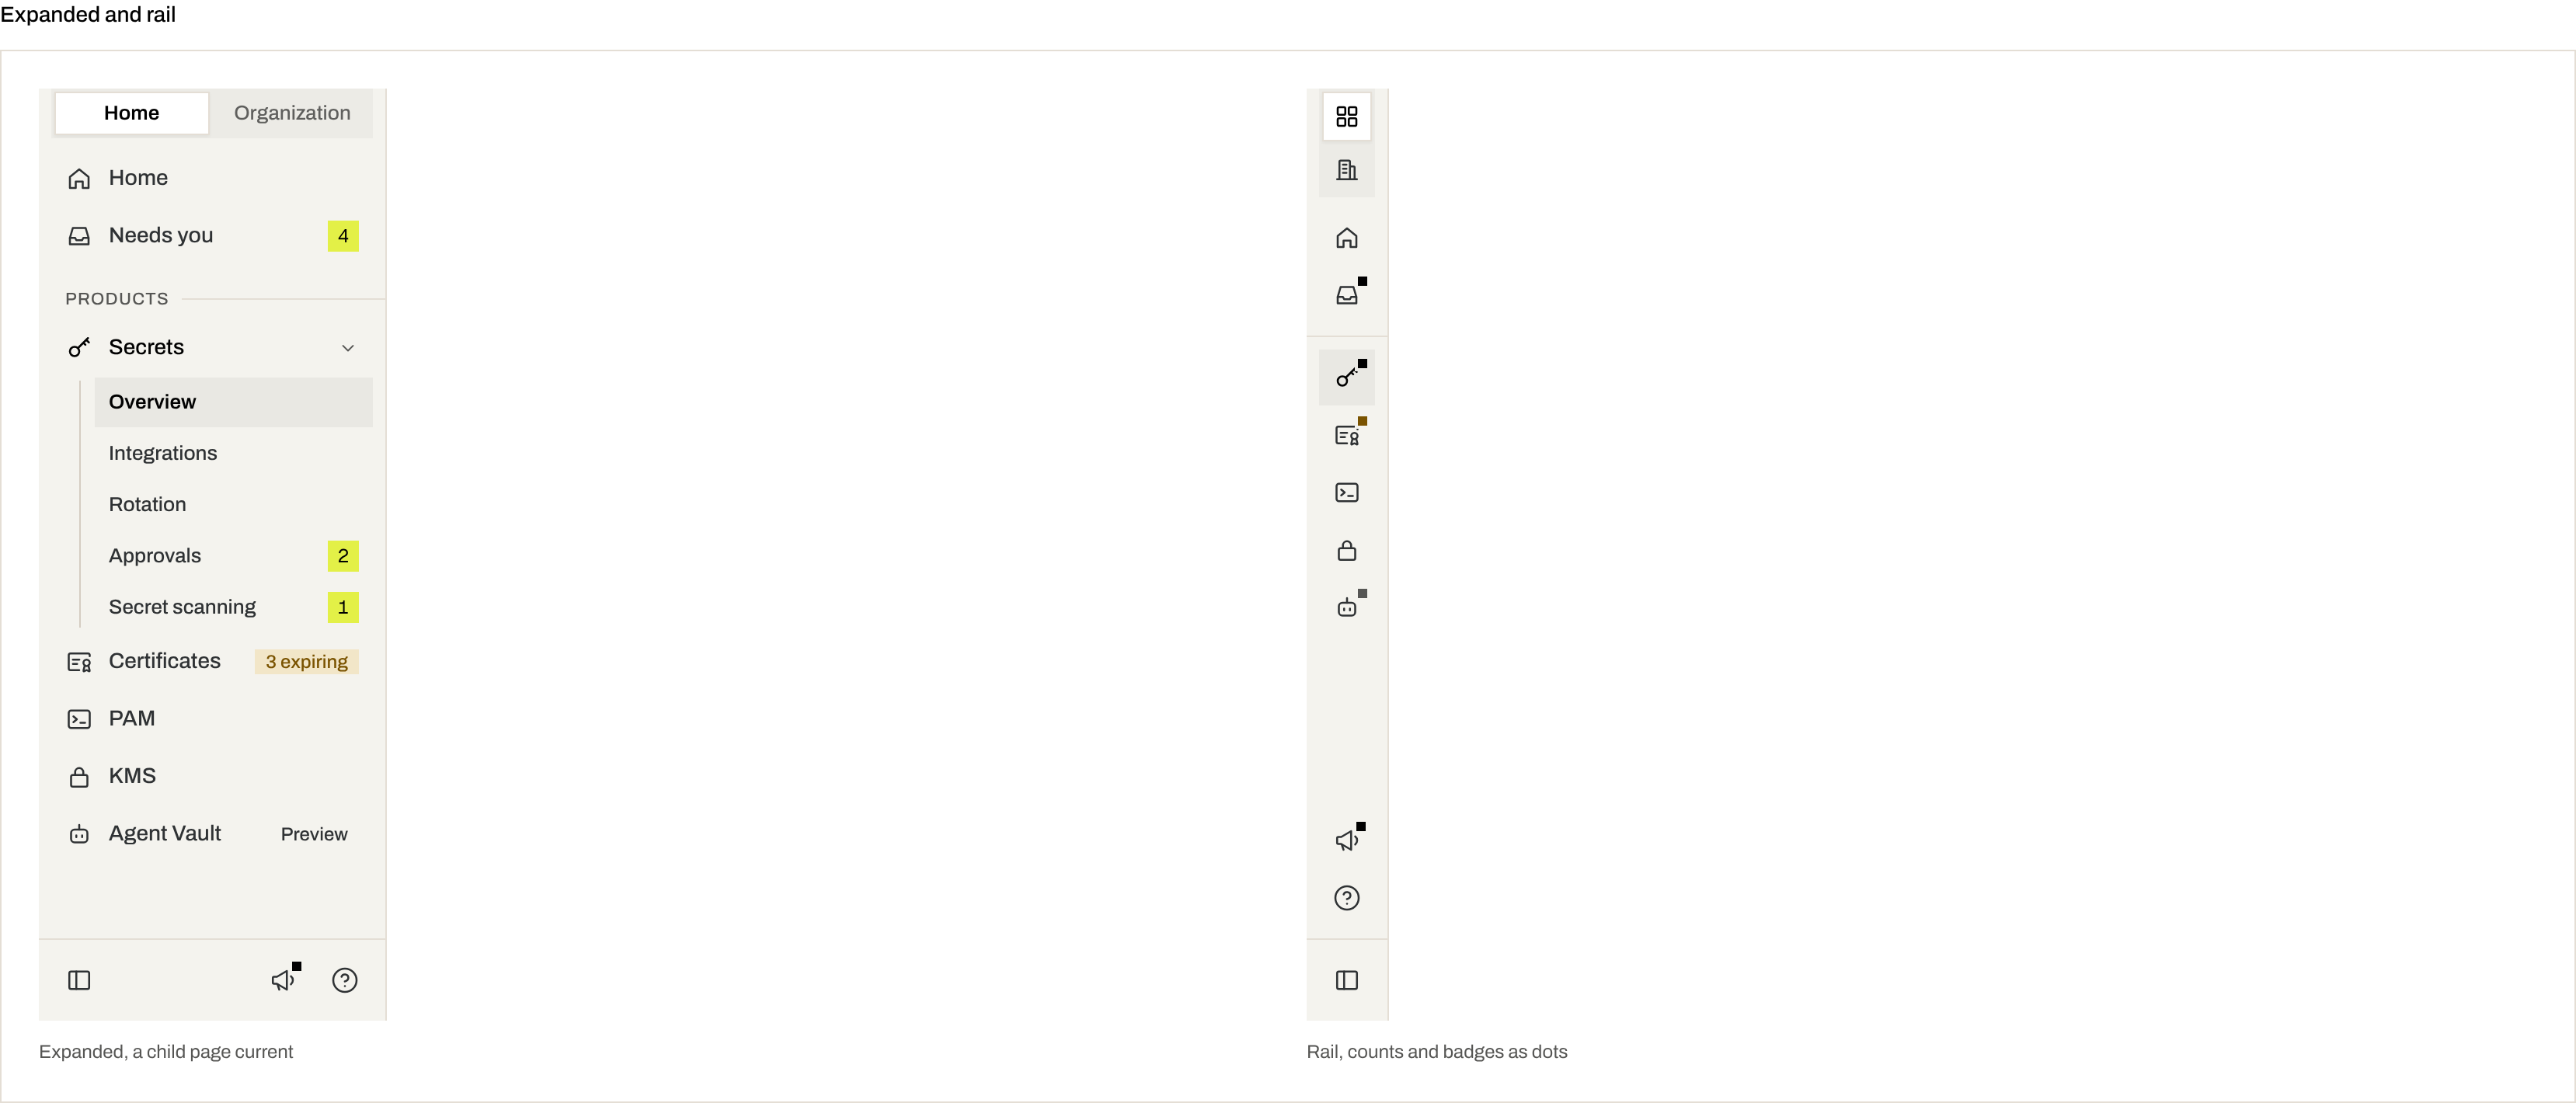 Expanded and rail
Home
Organization
Home
Needs you 4
PRODUCTS
Secrets
Overview
Integrations
Rotation
Approvals 2
Secret scanning 1
Certificates 3 expiring
PAM
KMS
Agent Vault Preview
Expanded, a child page current
Rail, counts and badges as dots